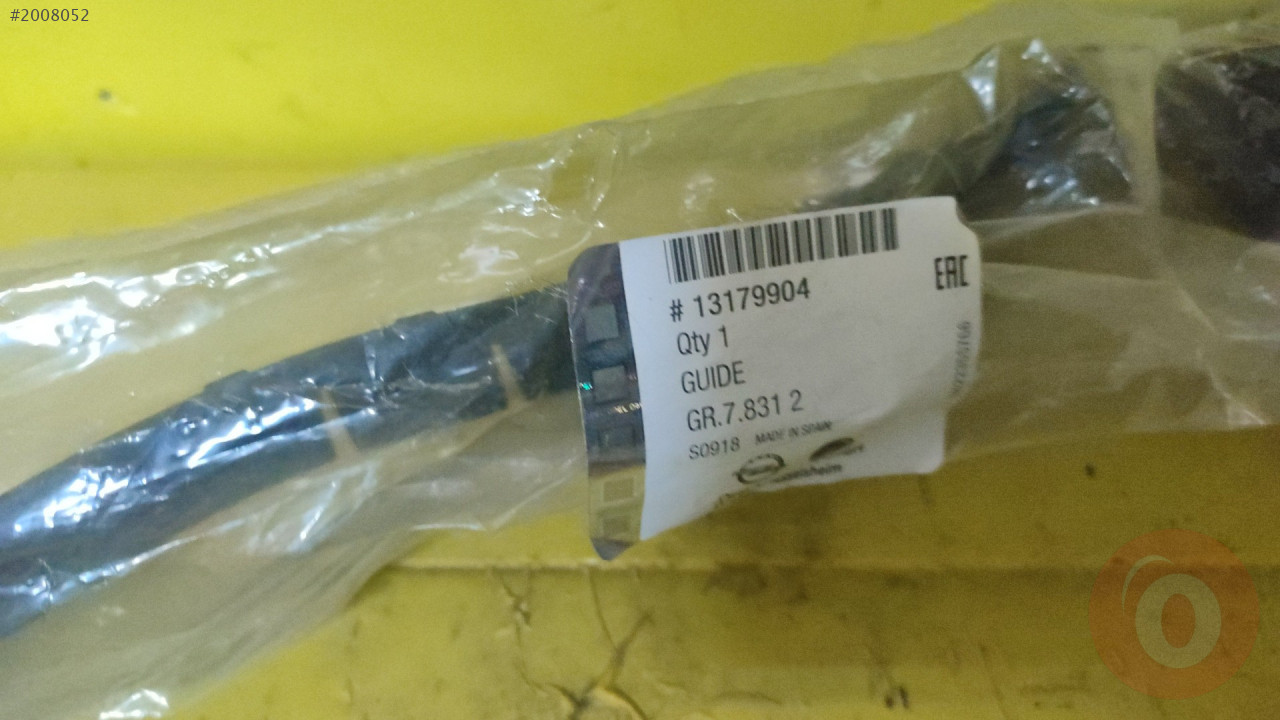 #2008052
# 13179904
EAC
Qty 1
GUIDE
GR.7.831 2
S0918 MADE IN SPAIN